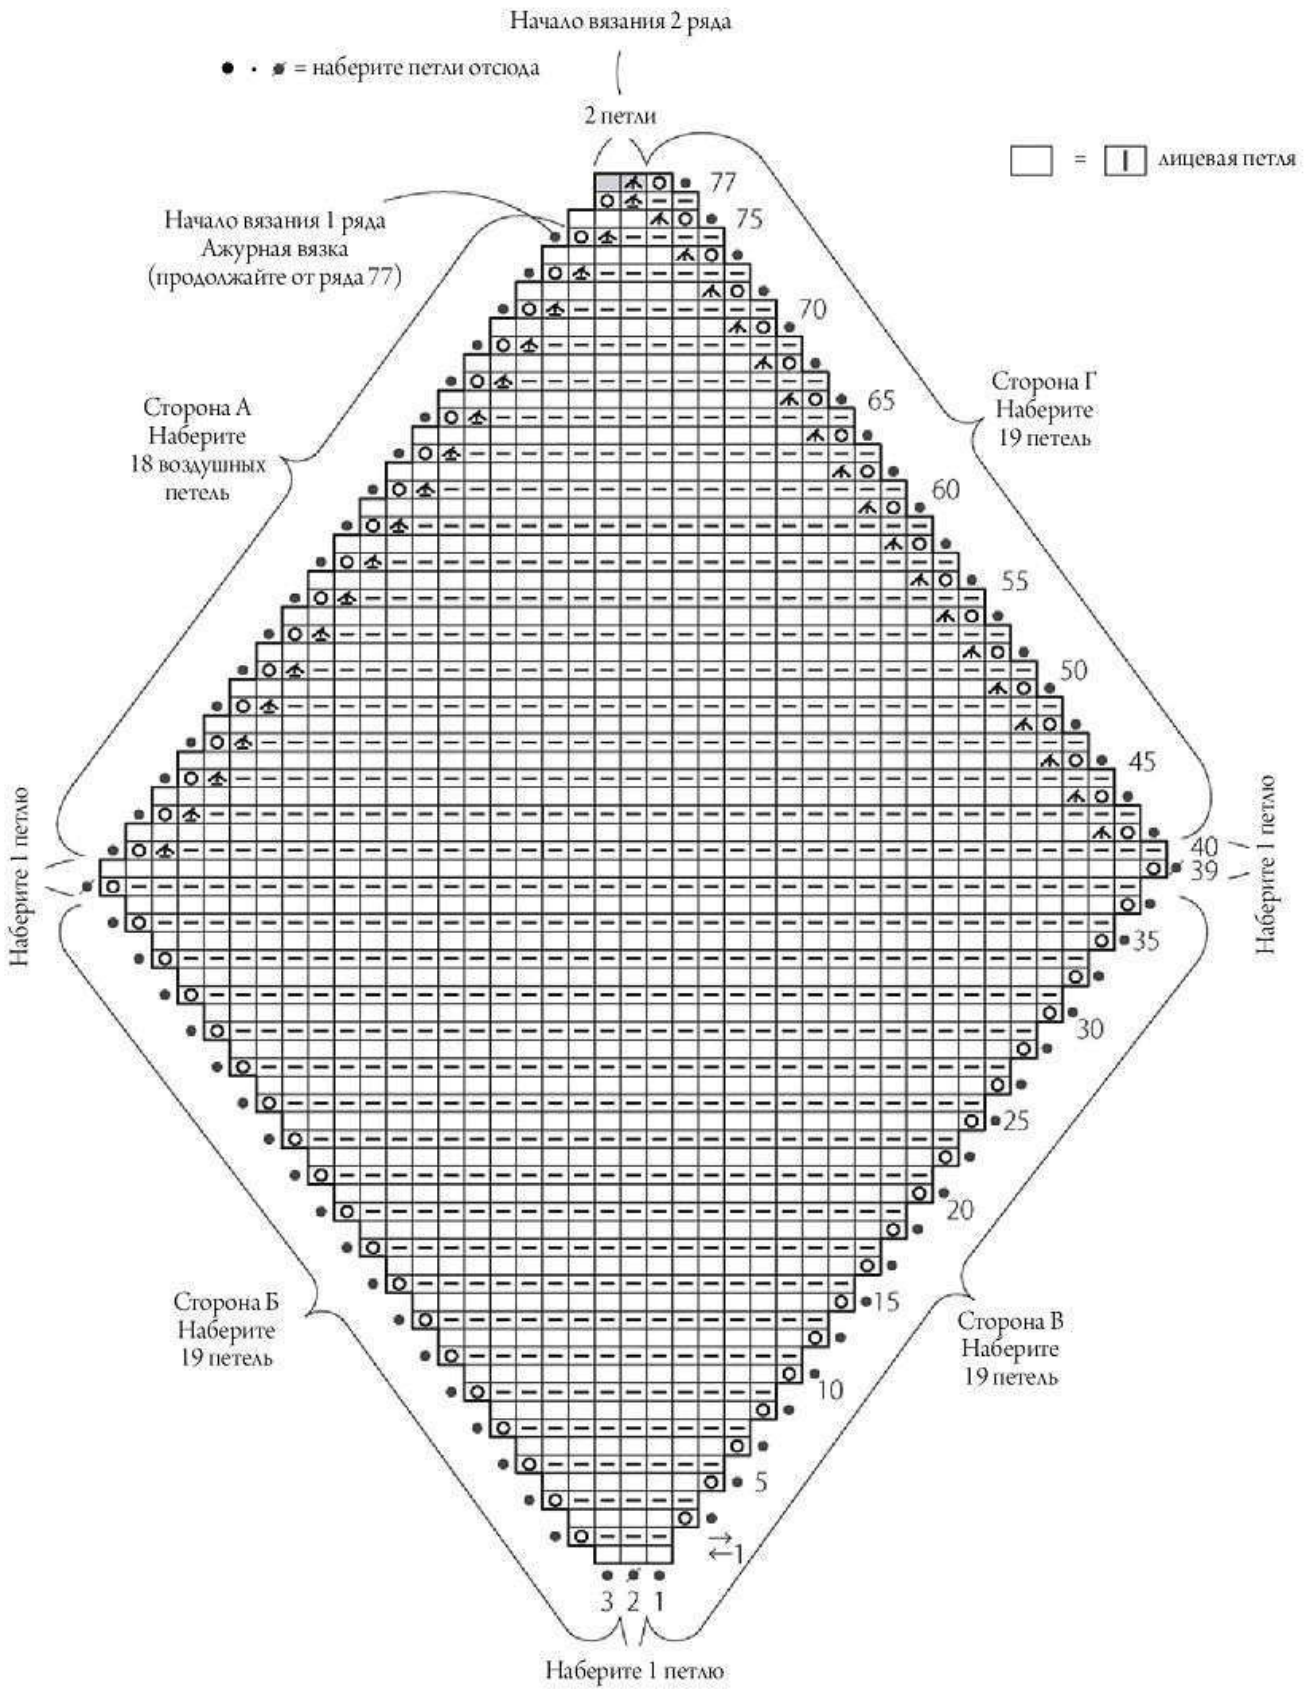 Начало вязания 2 ряда
= наберите петли отсюда
2 петли
= лицевая петля
77
75
Начало вязания 1 ряда
Ажурная вязка
(продолжайте от ряда 77)
70
Сторона А
Наберите
18 воздушных
петель
65
Сторона Г
Наберите
19 петель
60
55
50
45
Наберите 1 петлю
40
39
Наберите 1 петлю
35
30
25
20
15
Сторона Б
Наберите
19 петель
Сторона В
Наберите
19 петель
10
5
1
3 2 1
Наберите 1 петлю